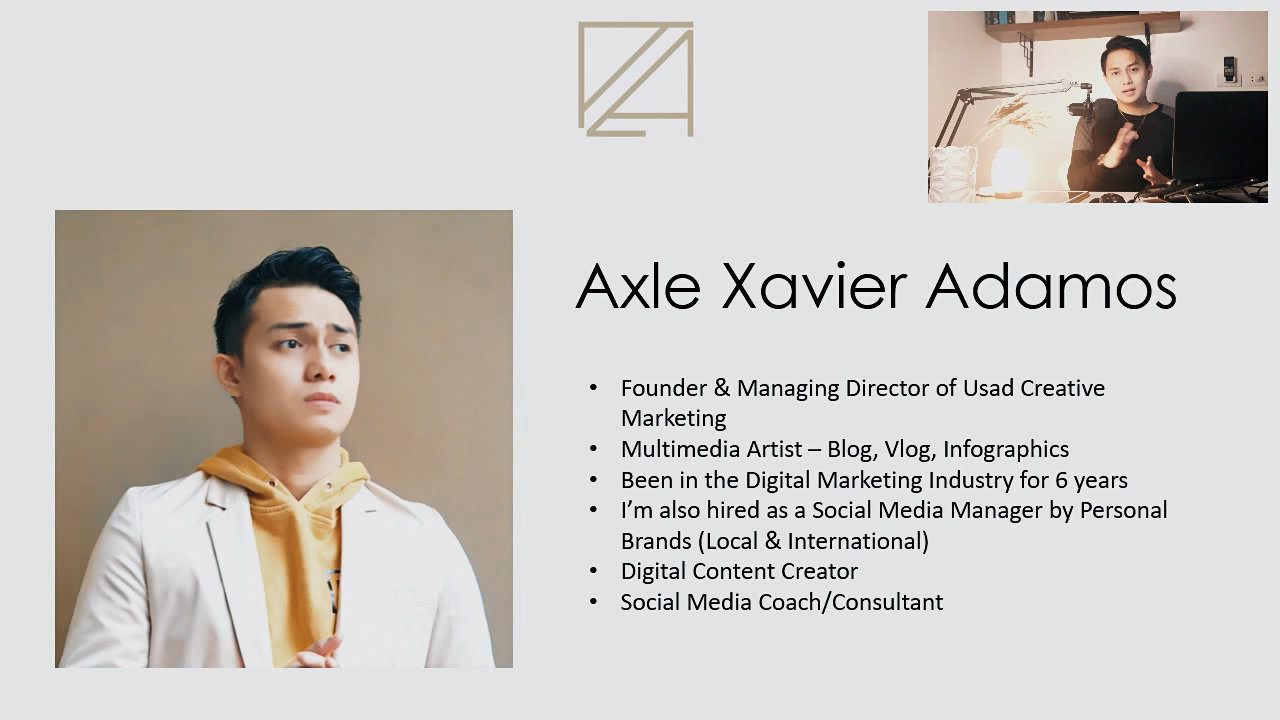 Axle Xavier Adamos
• Founder & Managing Director of Usad Creative
Marketing
• Multimedia Artist – Blog, Vlog, Infographics
• Been in the Digital Marketing Industry for 6 years
• I’m also hired as a Social Media Manager by Personal
Brands (Local & International)
• Digital Content Creator
• Social Media Coach/Consultant